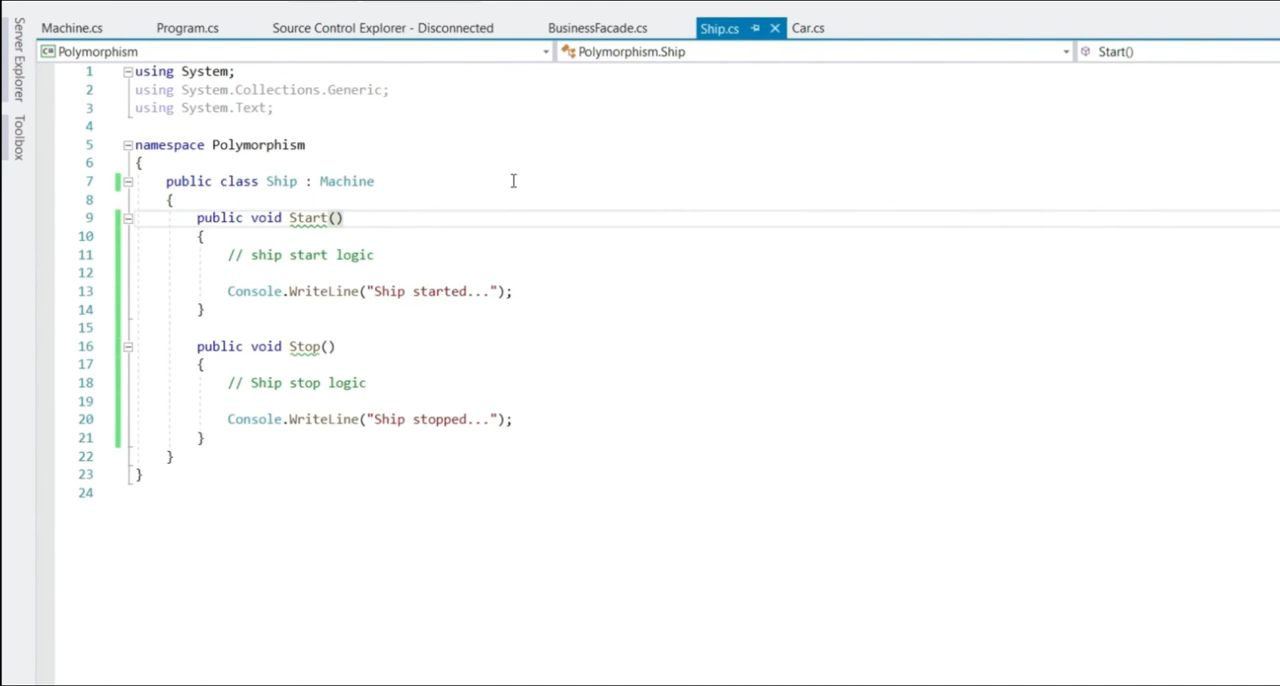 Machine.cs Program.cs Source Control Explorer - Disconnected BusinessFacade.cs Ship.cs Car.cs
Server Explorer
Toolbox
C# Polymorphism Polymorphism.Ship Start()
1 using System;
2 using System.Collections.Generic;
3 using System.Text;
4
5 namespace Polymorphism
6 {
7 public class Ship : Machine
8 {
9 public void Start()
10 {
11 // ship start logic
12
13 Console.WriteLine("Ship started...");
14 }
15
16 public void Stop()
17 {
18 // Ship stop logic
19
20 Console.WriteLine("Ship stopped...");
21 }
22 }
23 }
24